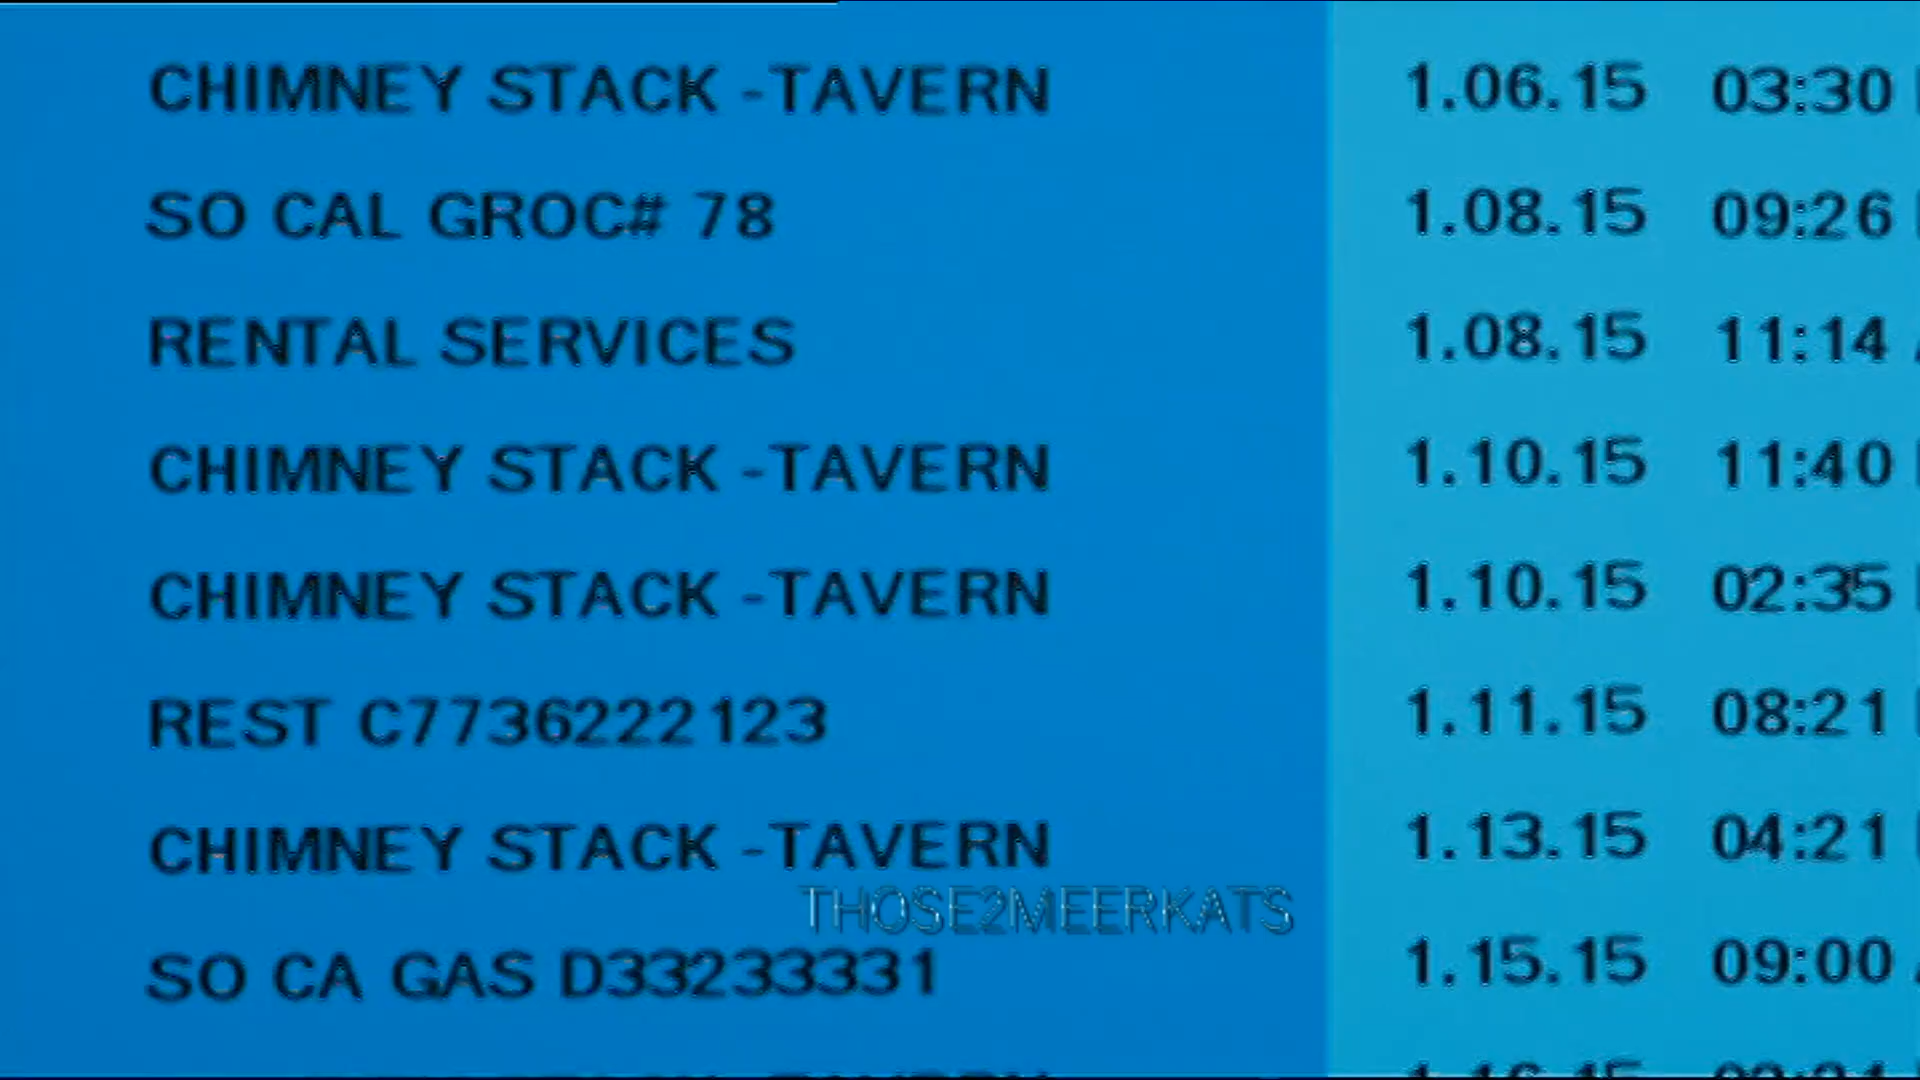 CHIMNEY STACK -TAVERN 1.06.15 03:30
SO CAL GROC# 78 1.08.15 09:26
RENTAL SERVICES 1.08.15 11:14
CHIMNEY STACK -TAVERN 1.10.15 11:40
CHIMNEY STACK -TAVERN 1.10.15 02:35
REST C7736222123 1.11.15 08:21
CHIMNEY STACK -TAVERN 1.13.15 04:21
THOSE2MEERKATS
SO CA GAS D33233331 1.15.15 09:00